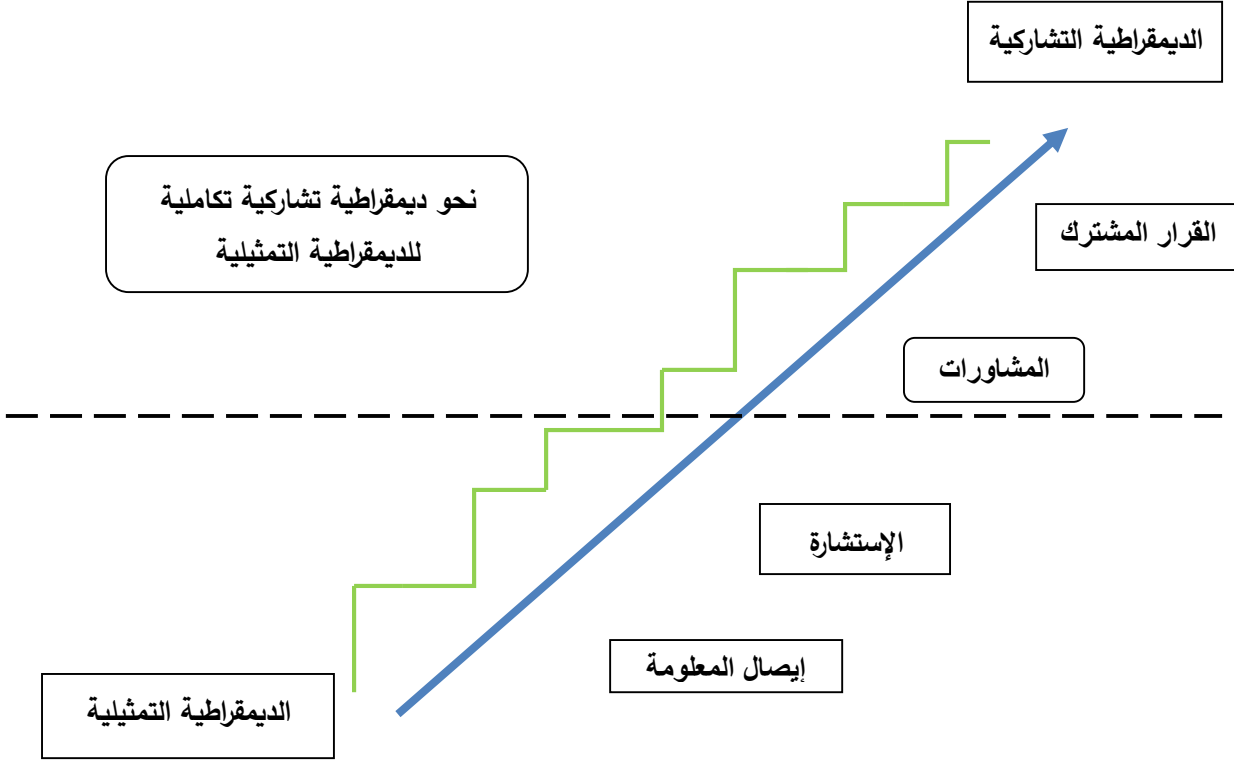 الديمقراطية التشاركية
نحو ديمقراطية تشاركية تكاملية
للديمقراطية التمثيلية
القرار المشترك
المشاورات
الإستشارة
إيصال المعلومة
الديمقراطية التمثيلية